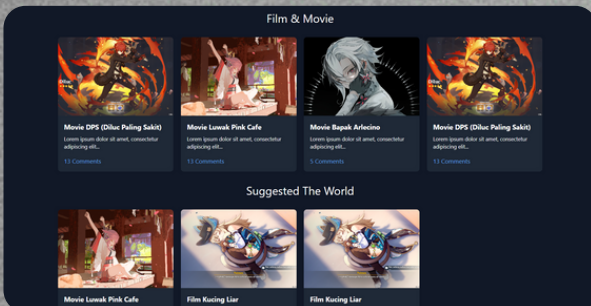 Film & Movie
Movie DPS (Diluc Paling Sakit)
Lorem ipsum dolor sit amet, consectetur
adipiscing elit...
13 Comments
Movie Luwak Pink Cafe
Lorem ipsum dolor sit amet, consectetur
adipiscing elit...
13 Comments
Movie Bapak Arlecino
Lorem ipsum dolor sit amet, consectetur
adipiscing elit...
5 Comments
Movie DPS (Diluc Paling Sakit)
Lorem ipsum dolor sit amet, consectetur
adipiscing elit...
13 Comments
Suggested The World
Movie Luwak Pink Cafe
Film Kucing Liar
Film Kucing Liar